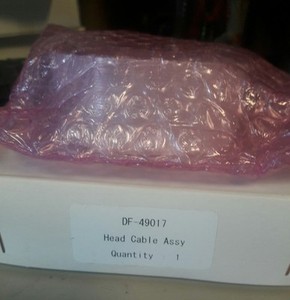 DF-49017
Head Cable Assy
Quantity 1